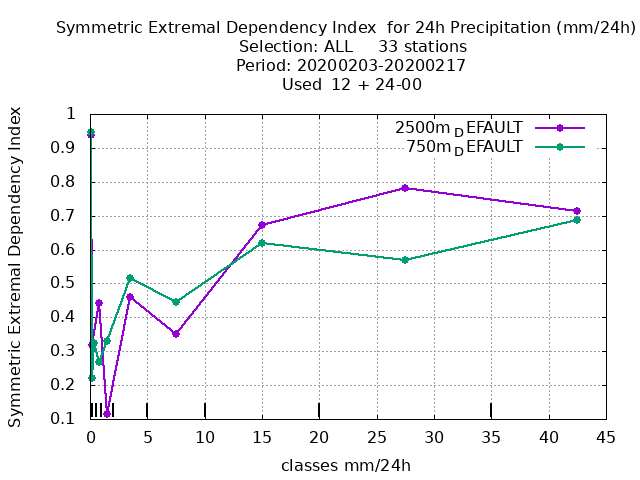 Symmetric Extremal Dependency Index  for 24h Precipitation (mm/24h)
Selection: ALL     33 stations
Period: 20200203-20200217
Used  12 + 24-00
Symmetric Extremal Dependency Index
1
0.9
0.8
0.7
0.6
0.5
0.4
0.3
0.2
0.1
2500m_DEFAULT
750m_DEFAULT
0 5 10 15 20 25 30 35 40 45
classes mm/24h